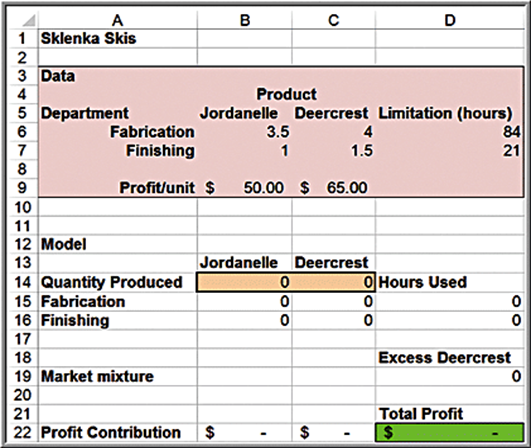 A B C D
1 Sklenka Skis
2
3 Data
4 Product
5 Department Jordanelle Deercrest Limitation (hours)
6 Fabrication 3.5 4 84
7 Finishing 1 1.5 21
8
9 Profit/unit $ 50.00 $ 65.00
10
11
12 Model
13 Jordanelle Deercrest
14 Quantity Produced 0 0 Hours Used
15 Fabrication 0 0 0
16 Finishing 0 0 0
17
18 Excess Deercrest
19 Market mixture 0
20
21 Total Profit
22 Profit Contribution $ - $ - $ -